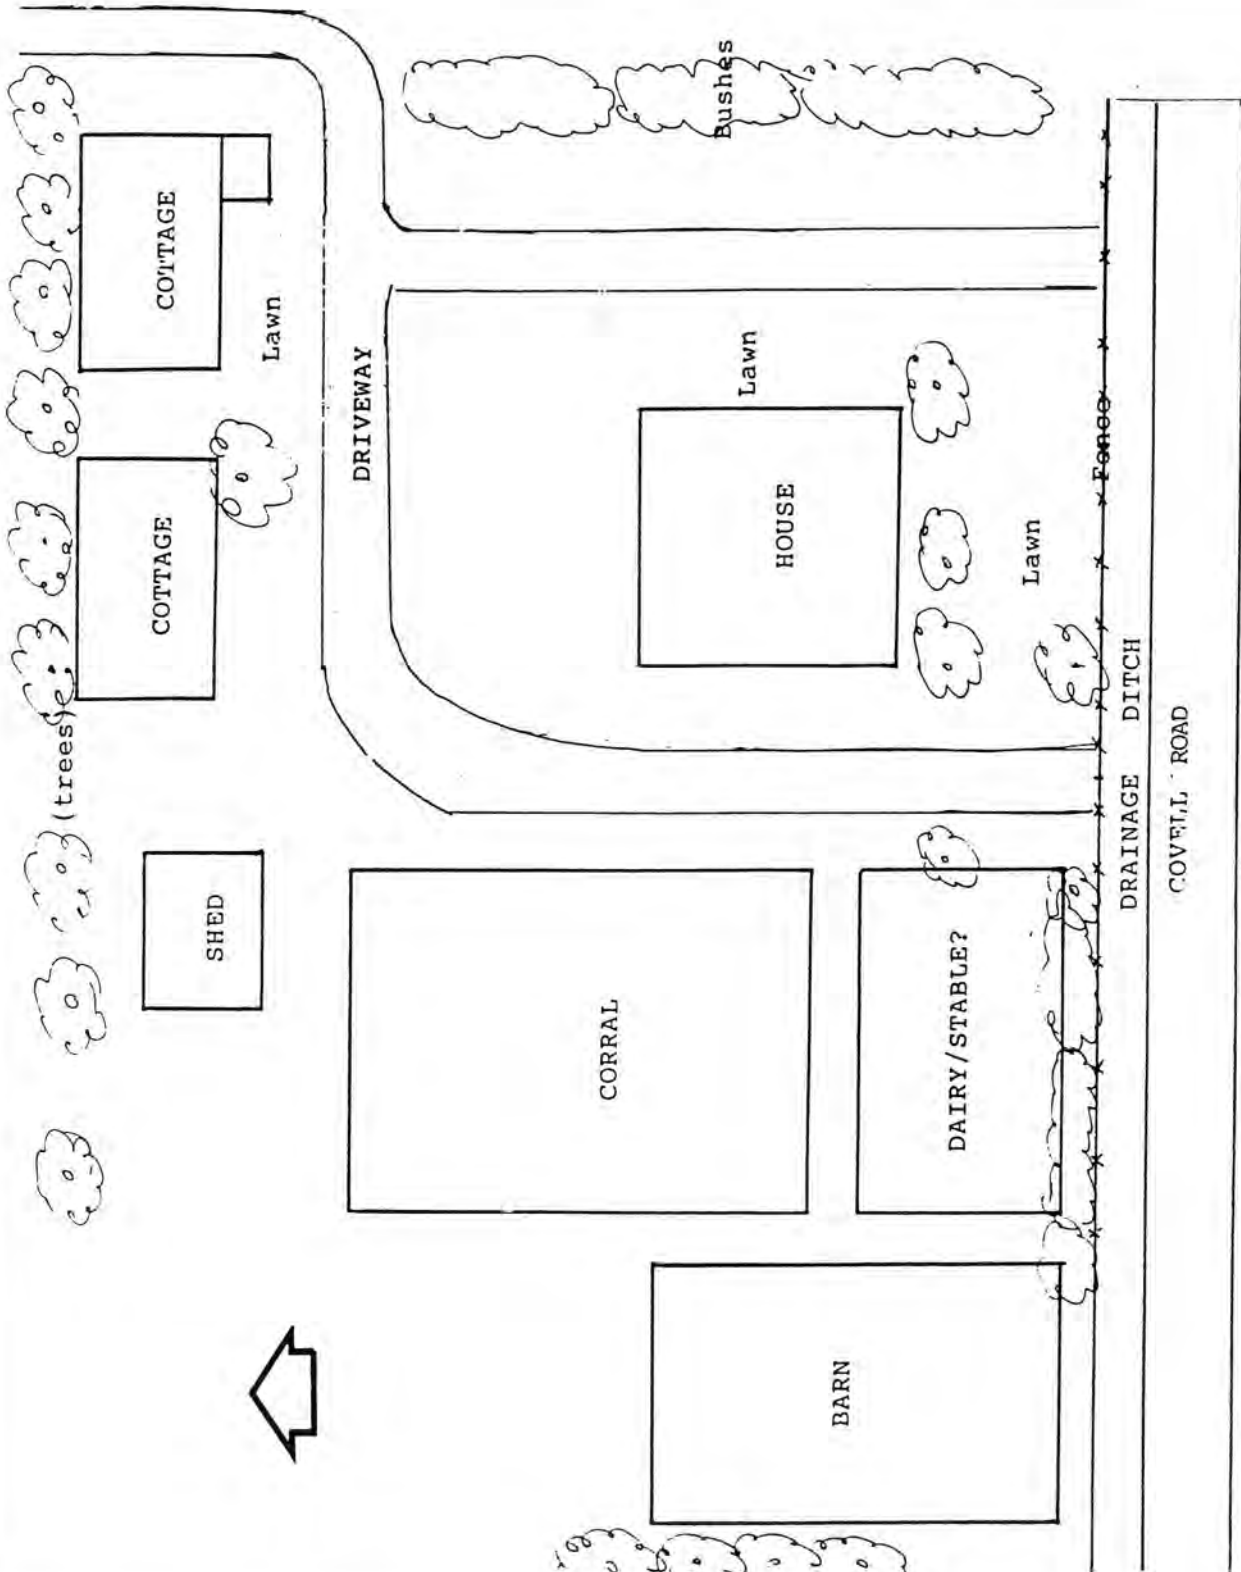 COTTAGE
Lawn
COTTAGE
(trees)
SHED
DRIVEWAY
Bushes
Lawn
HOUSE
Lawn
Fence
CORRAL
DAIRY/STABLE?
BARN
DRAINAGE DITCH
COVELL ROAD